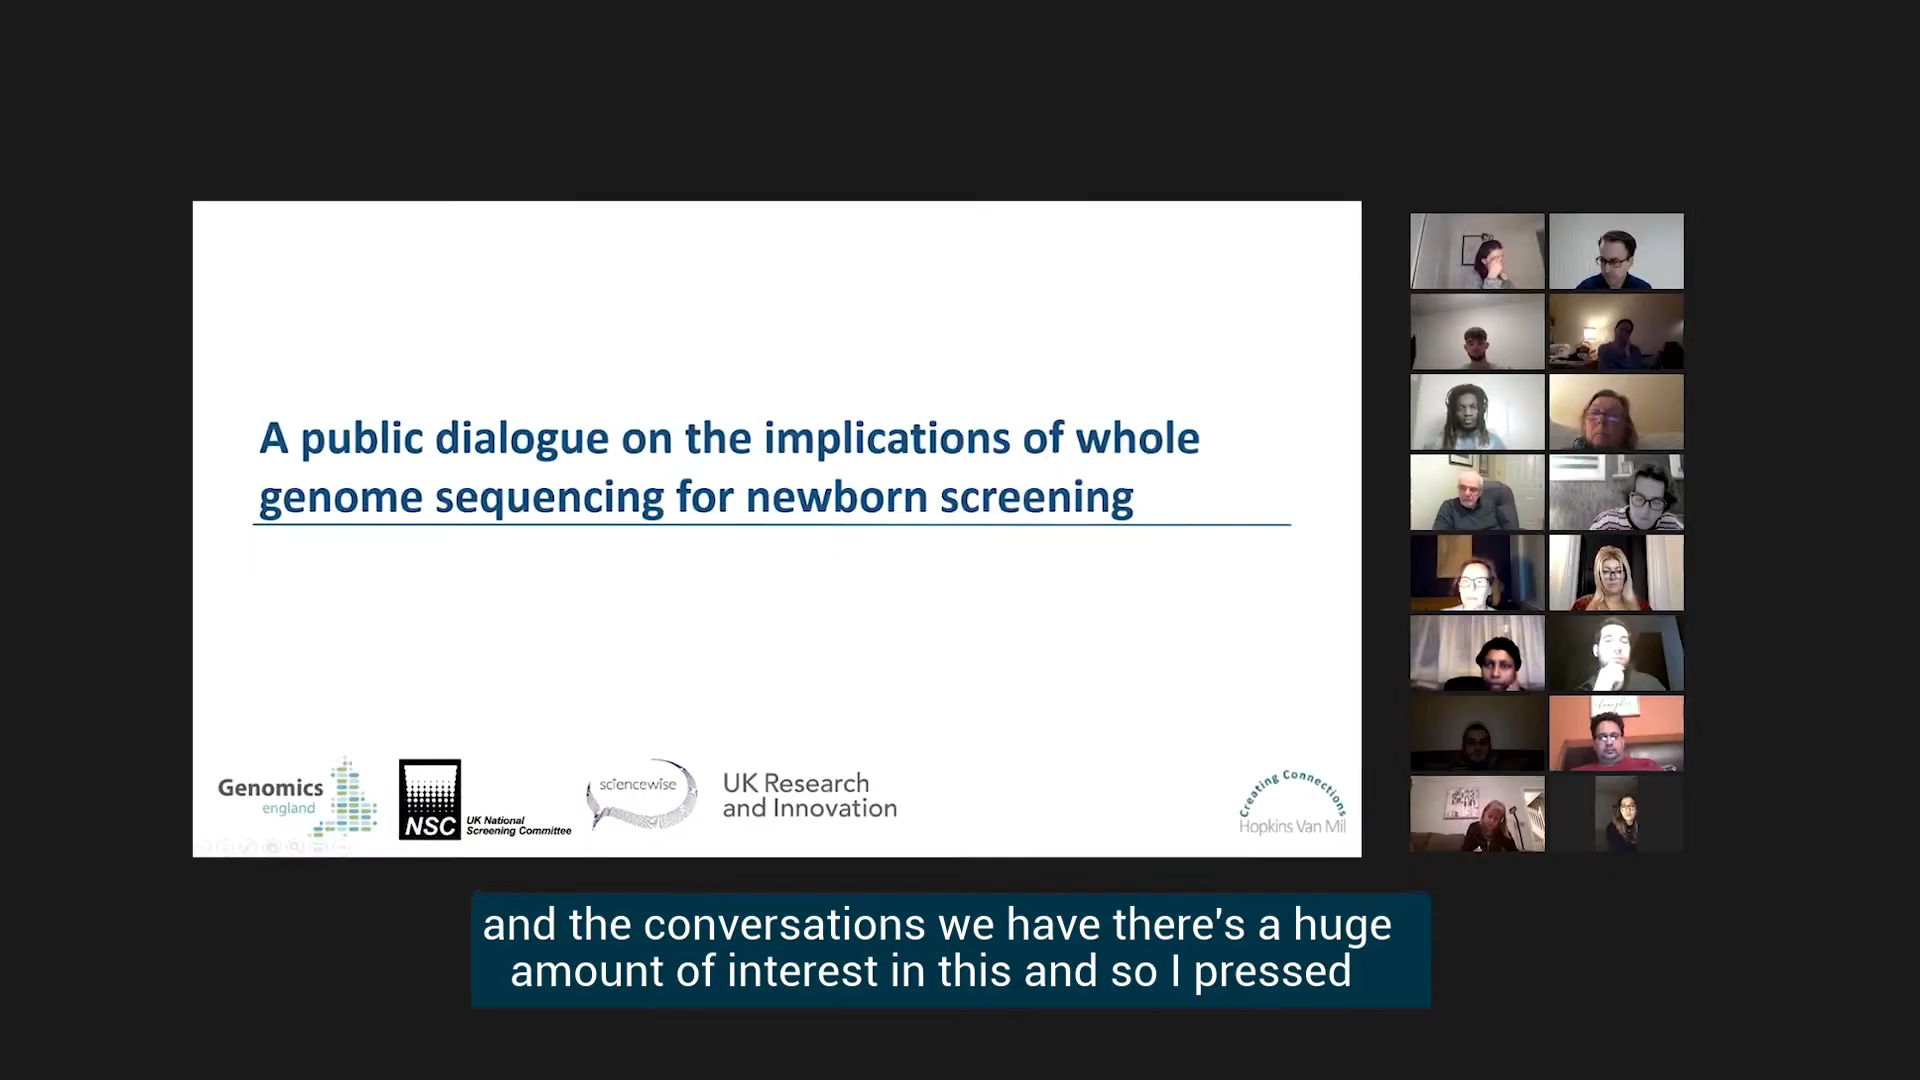 A public dialogue on the implications of whole
genome sequencing for newborn screening
Genomics
england
NSC
UK National
Screening Committee
sciencewise
UK Research
and Innovation
Creating Connections
Hopkins Van Mil
and the conversations we have there's a huge
amount of interest in this and so I pressed